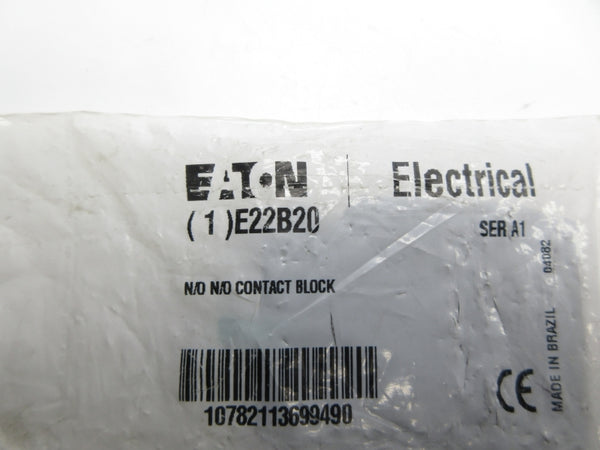 EATON | Electrical
(1)E22B20 SER A1
N/O N/O CONTACT BLOCK
10782113699490
CE
MADE IN BRAZIL 04082